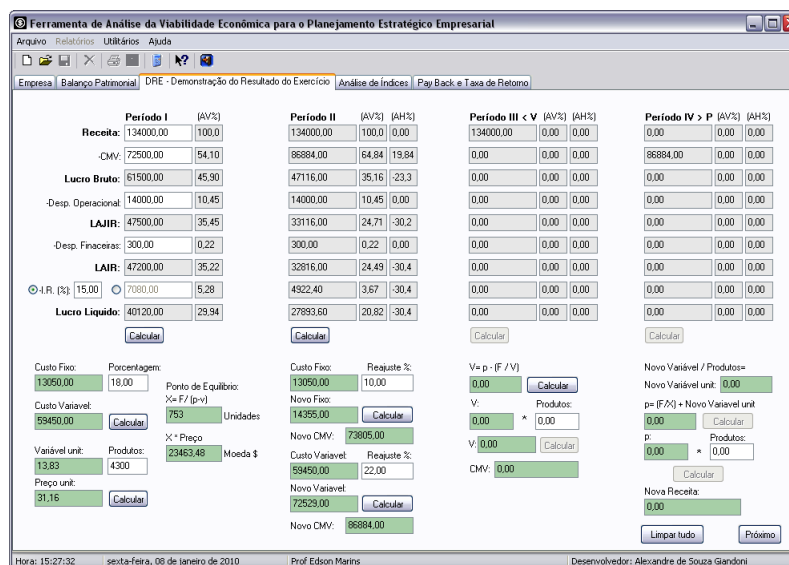 Ferramenta de Análise da Viabilidade Econômica para o Planejamento Estratégico Empresarial
Arquivo Relatórios Utilitários Ajuda
Empresa Balanço Patrimonial DRE - Demonstração do Resultado do Exercício Análise de Índices Pay Back e Taxa de Retorno
Período I (AV%) Período II (AV%) (AH%) Período III < V (AV%) (AH%) Período IV > P (AV%) (AH%)
Receita: 134000,00 100,0 134000,00 100,0 0,00 134000,00 0,00 0,00 0,00 0,00 0,00
-CMV: 72500,00 54,10 86884,00 64,84 19,84 0,00 0,00 0,00 86884,00 0,00 0,00
Lucro Bruto: 61500,00 45,90 47116,00 35,16 -23,3 0,00 0,00 0,00 0,00 0,00 0,00
-Desp. Operacional: 14000,00 10,45 14000,00 10,45 0,00 0,00 0,00 0,00 0,00 0,00 0,00
LAJIR: 47500,00 35,45 33116,00 24,71 -30,2 0,00 0,00 0,00 0,00 0,00 0,00
-Desp. Finaceiras: 300,00 0,22 300,00 0,22 0,00 0,00 0,00 0,00 0,00 0,00 0,00
LAIR: 47200,00 35,22 32816,00 24,49 -30,4 0,00 0,00 0,00 0,00 0,00 0,00
-I.R. (%): 15,00 7080,00 5,28 4922,40 3,67 -30,4 0,00 0,00 0,00 0,00 0,00 0,00
Lucro Liquido: 40120,00 29,94 27893,60 20,82 -30,4 0,00 0,00 0,00 0,00 0,00 0,00
Calcular Calcular Calcular Calcular
Custo Fixo: Porcentagem:
13050,00 18,00
Custo Variavel:
59450,00 Calcular
Variável unit: Produtos:
13,83 4300
Preço unit:
31,16 Calcular
Ponto de Equilibrio:
X= F/ (p-v)
753 Unidades
X * Preço
23463,48 Moeda $
Custo Fixo: Reajuste %:
13050,00 10,00
Novo Fixo:
14355,00 Calcular
Novo CMV: 73805,00
Custo Variavel: Reajuste %:
59450,00 22,00
Novo Variavel:
72529,00 Calcular
Novo CMV: 86884,00
V= p - (F / V)
0,00 Calcular
V: Produtos:
0,00 * 0,00
V: 0,00 Calcular
CMV: 0,00
Novo Variável / Produtos=
Novo Variável unit: 0,00
p= (F/X) + Novo Variavel unit
0,00 Calcular
p: Produtos:
0,00 * 0,00
Calcular
Nova Receita:
0,00
Limpar tudo Próximo
Hora: 15:27:32 sexta-feira, 08 de janeiro de 2010 Prof Edson Marins Desenvolvedor: Alexandre de Souza Giandoni